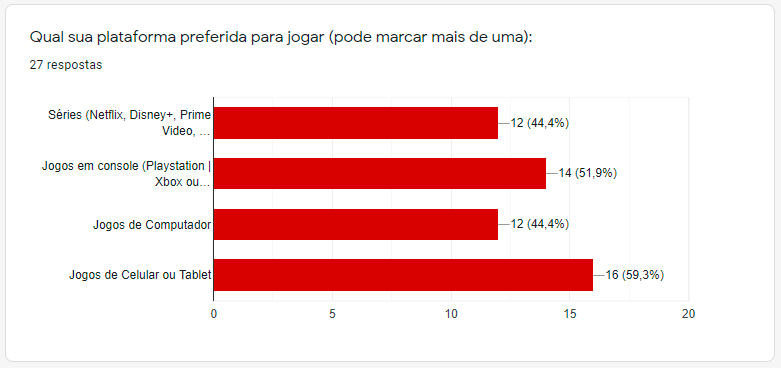 Qual sua plataforma preferida para jogar (pode marcar mais de uma):
27 respostas
Séries (Netflix, Disney+, Prime
Video, ...
12 (44,4%)
Jogos em console (Playstation |
Xbox ou...
14 (51,9%)
Jogos de Computador
12 (44,4%)
Jogos de Celular ou Tablet
16 (59,3%)
0 5 10 15 20